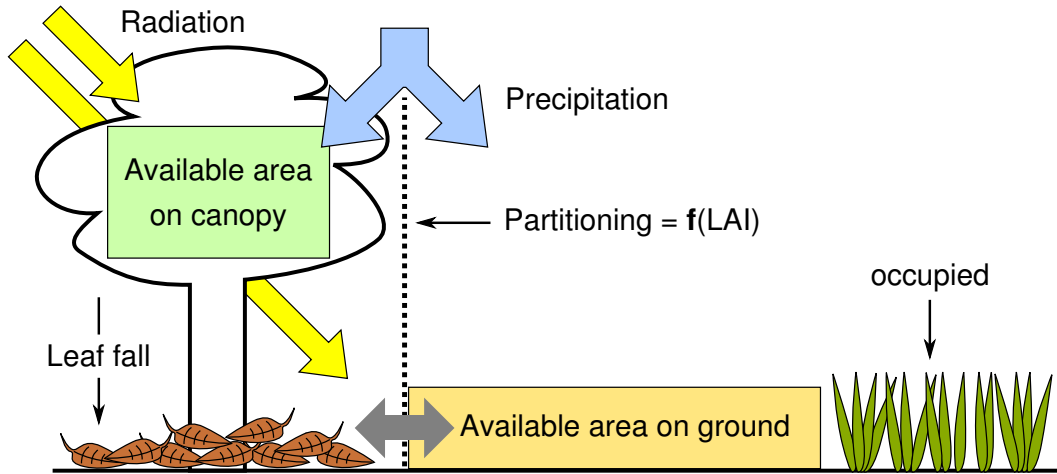 Radiation
Precipitation
Available area
on canopy
Partitioning = f(LAI)
occupied
Leaf fall
Available area on ground